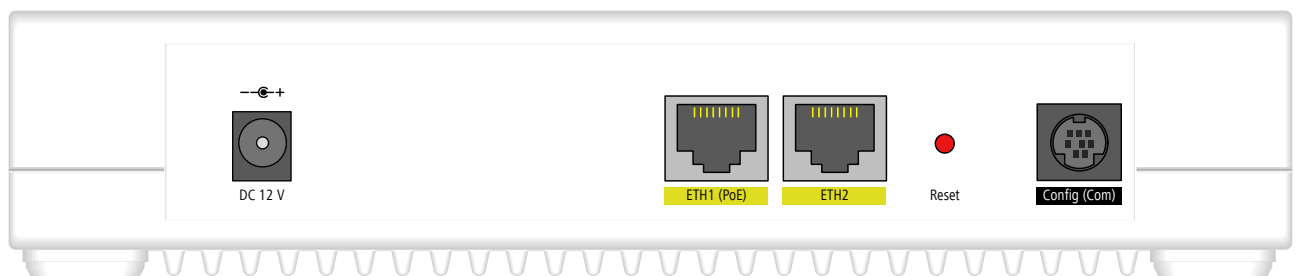 DC 12 V
ETH1 (PoE)
ETH2
Reset
Config (Com)